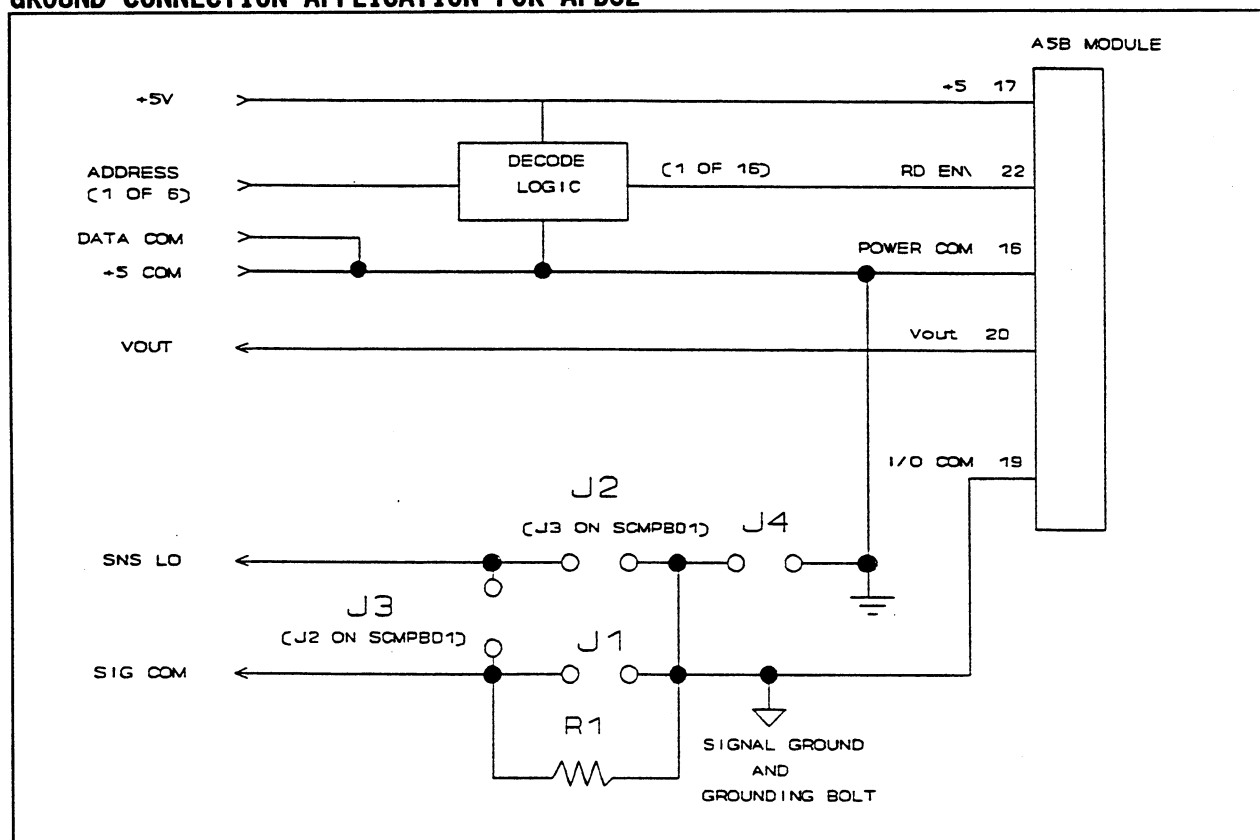 GROUND CONNECTION APPLICATION FOR APB02
A5B MODULE
+5V
+5 17
ADDRESS
(1 OF 6)
DECODE
LOGIC
(1 OF 16)
RD EN\ 22
DATA COM
+5 COM
POWER COM 16
VOUT
Vout 20
I/O COM 19
J2
(J3 ON SCMPB01)
J4
SNS LO
J3
(J2 ON SCMPB01)
J1
SIG COM
R1
SIGNAL GROUND
AND
GROUNDING BOLT